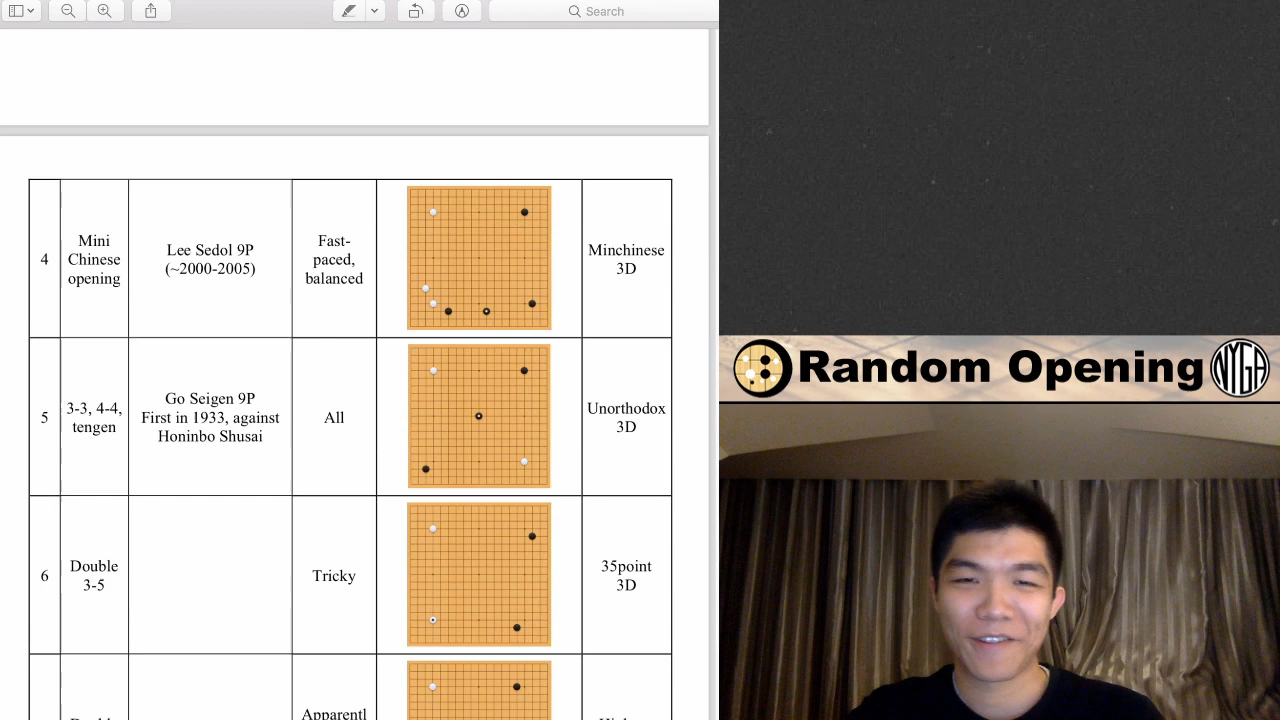 Search
4
Mini
Chinese
opening
Lee Sedol 9P
(~2000-2005)
Fast-
paced,
balanced
Minchinese
3D
5
3-3, 4-4,
tengen
Go Seigen 9P
First in 1933, against
Honinbo Shusai
All
Unorthodox
3D
6
Double
3-5
Tricky
35point
3D
Apparentl
Random Opening
NYGA